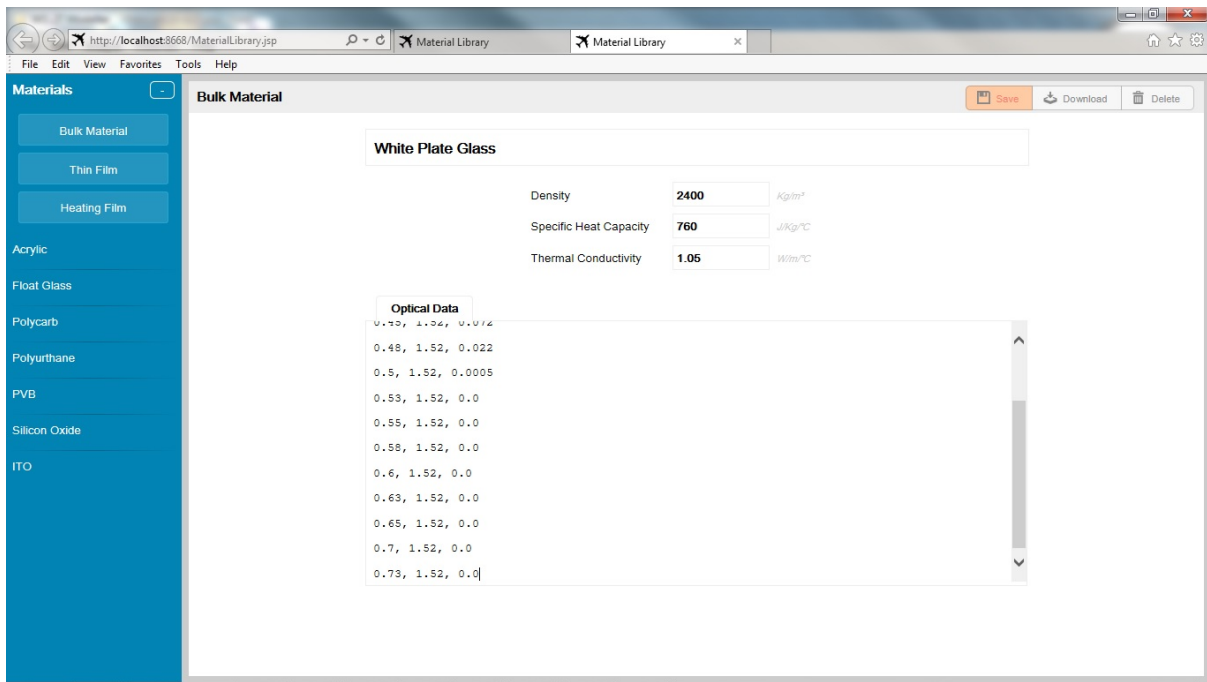 http://localhost:8668/MaterialLibrary.jsp
Material Library
Material Library
File Edit View Favorites Tools Help
Materials
-
Bulk Material
Thin Film
Heating Film
Acrylic
Float Glass
Polycarb
Polyurthane
PVB
Silicon Oxide
ITO
Bulk Material
Save
Download
Delete
White Plate Glass
Density 2400 Kg/m³
Specific Heat Capacity 760 J/Kg/°C
Thermal Conductivity 1.05 W/m/°C
Optical Data
0.45, 1.52, 0.072
0.48, 1.52, 0.022
0.5, 1.52, 0.0005
0.53, 1.52, 0.0
0.55, 1.52, 0.0
0.58, 1.52, 0.0
0.6, 1.52, 0.0
0.63, 1.52, 0.0
0.65, 1.52, 0.0
0.7, 1.52, 0.0
0.73, 1.52, 0.0